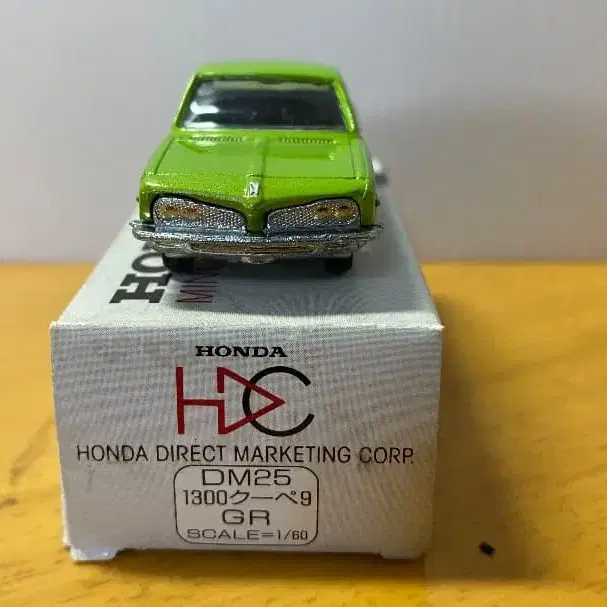 HONDA
HDC
HONDA DIRECT MARKETING CORP.
DM25
1300クーペ9
GR
SCALE=1/60